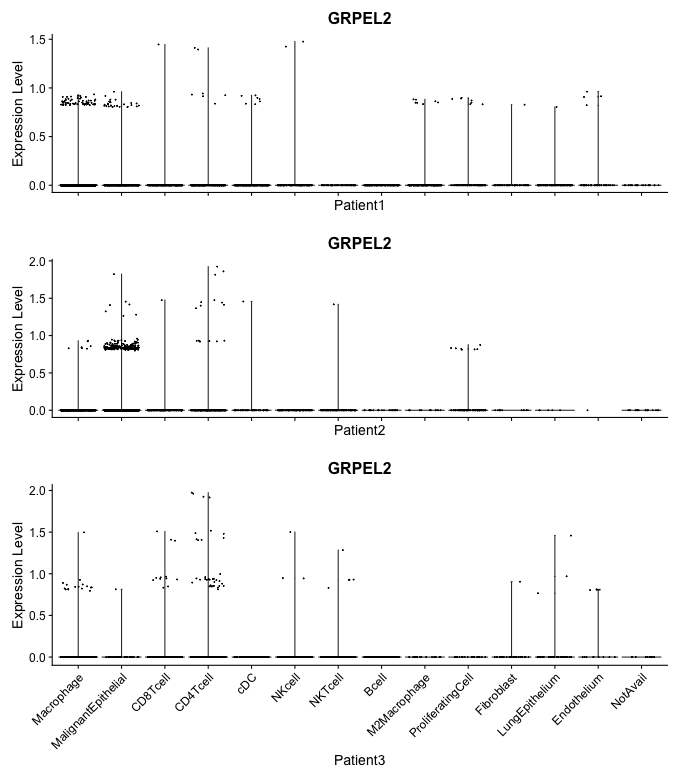 GRPEL2
Expression Level
1.5
1.0
0.5
0.0
Patient1
GRPEL2
Expression Level
2.0
1.5
1.0
0.5
0.0
Patient2
GRPEL2
Expression Level
2.0
1.5
1.0
0.5
0.0
Macrophage
MalignantEpithelial
CD8Tcell
CD4Tcell
cDC
NKcell
NKTcell
Bcell
M2Macrophage
ProliferatingCell
Fibroblast
LungEpithelium
Endothelium
NotAvail
Patient3